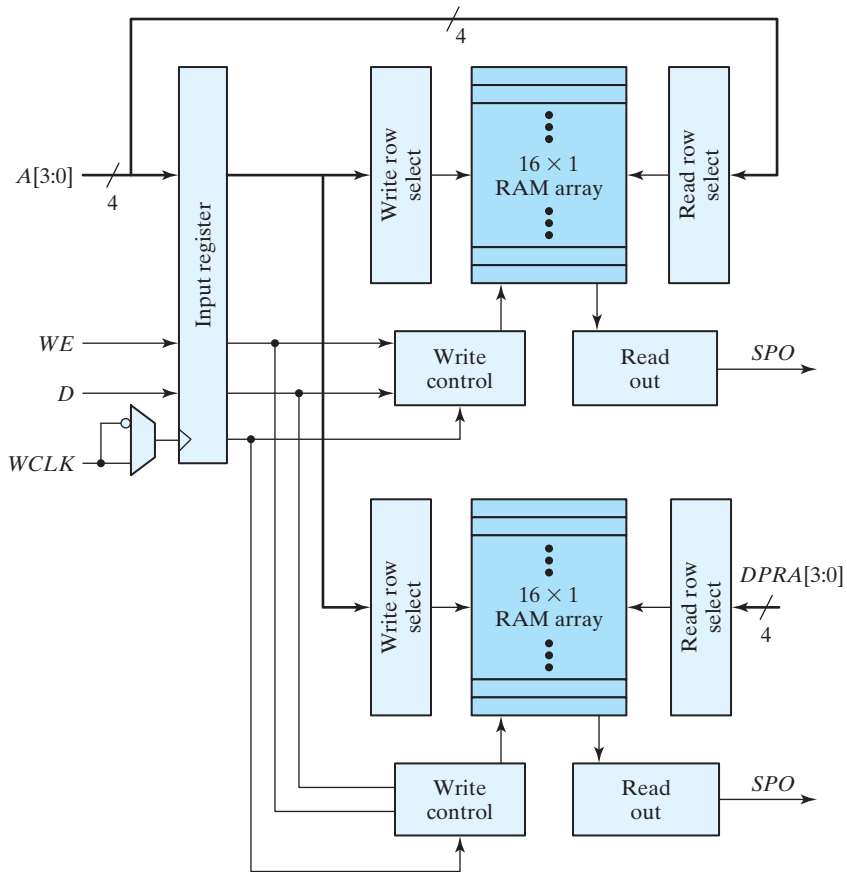 4
A[3:0]
4
Input register
Write row
select
16 × 1
RAM array
Read row
select
WE
D
WCLK
Write
control
Read
out
SPO
Write row
select
16 × 1
RAM array
Read row
select
DPRA[3:0]
4
Write
control
Read
out
SPO